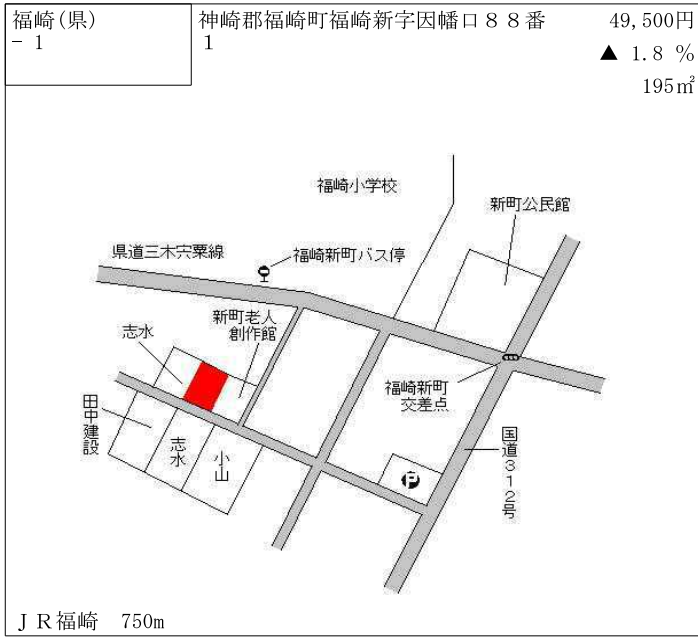 福崎(県)
- 1
神崎郡福崎町福崎新字因幡口８８番
1
49,500円
▲ 1.8 %
195㎡
福崎小学校
新町公民館
県道三木宍粟線
福崎新町バス停
新町老人
創作館
志水
福崎新町
交差点
田中建設
志水
小山
国道312号
P
ＪＲ福崎　750m